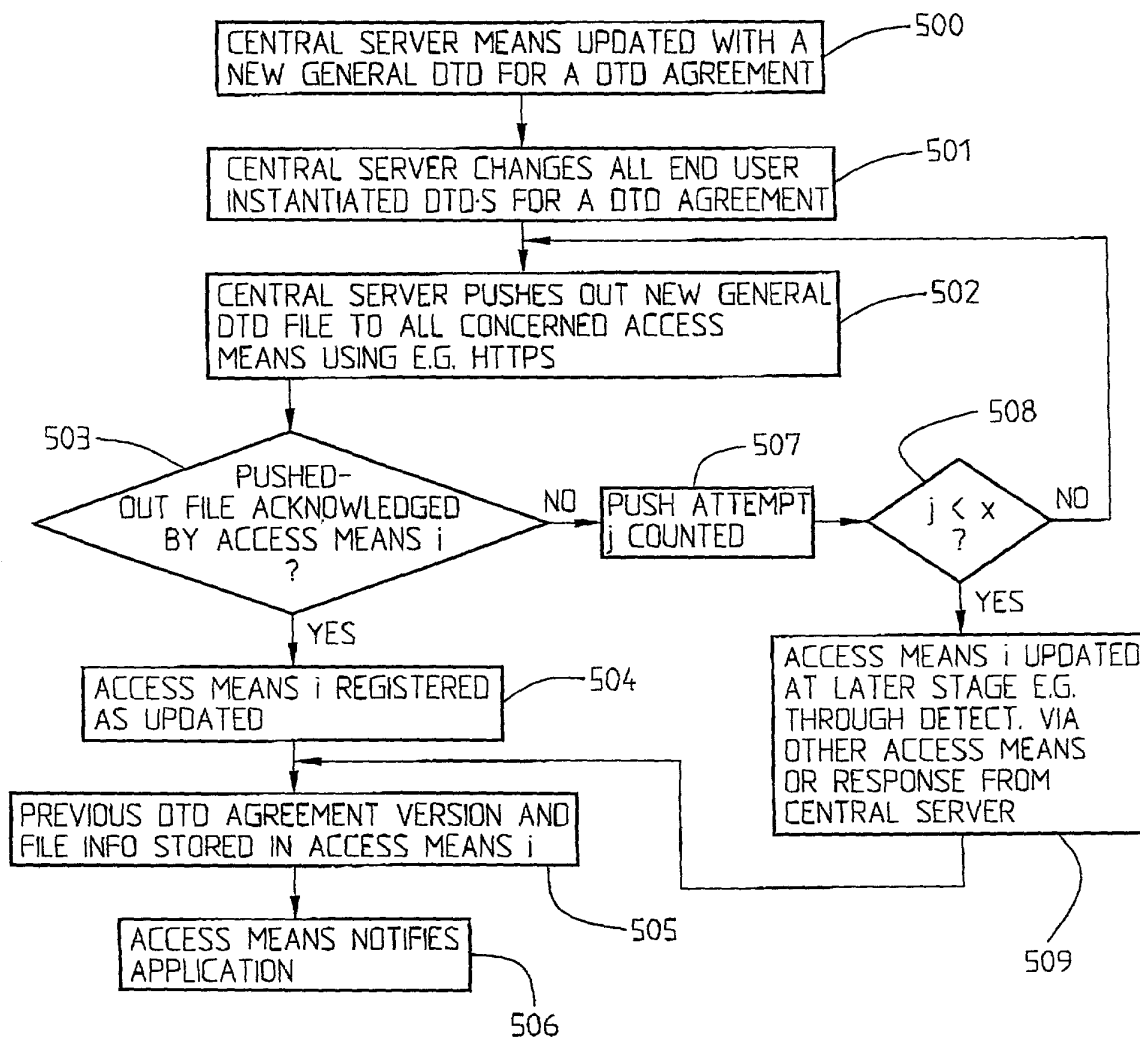 500
CENTRAL SERVER MEANS UPDATED WITH A
NEW GENERAL DTD FOR A DTD AGREEMENT
501
CENTRAL SERVER CHANGES ALL END USER
INSTANTIATED DTD·S FOR A DTD AGREEMENT
502
CENTRAL SERVER PUSHES OUT NEW GENERAL
DTD FILE TO ALL CONCERNED ACCESS
MEANS USING E.G. HTTPS
503
PUSHED-
OUT FILE ACKNOWLEDGED
BY ACCESS MEANS i
?
NO
YES
507
PUSH ATTEMPT
j COUNTED
508
j < x
?
NO
YES
ACCESS MEANS i REGISTERED
AS UPDATED
504
ACCESS MEANS i UPDATED
AT LATER STAGE E.G.
THROUGH DETECT. VIA
OTHER ACCESS MEANS
OR RESPONSE FROM
CENTRAL SERVER
509
PREVIOUS DTD AGREEMENT VERSION AND
FILE INFO STORED IN ACCESS MEANS i
505
ACCESS MEANS NOTIFIES
APPLICATION
506